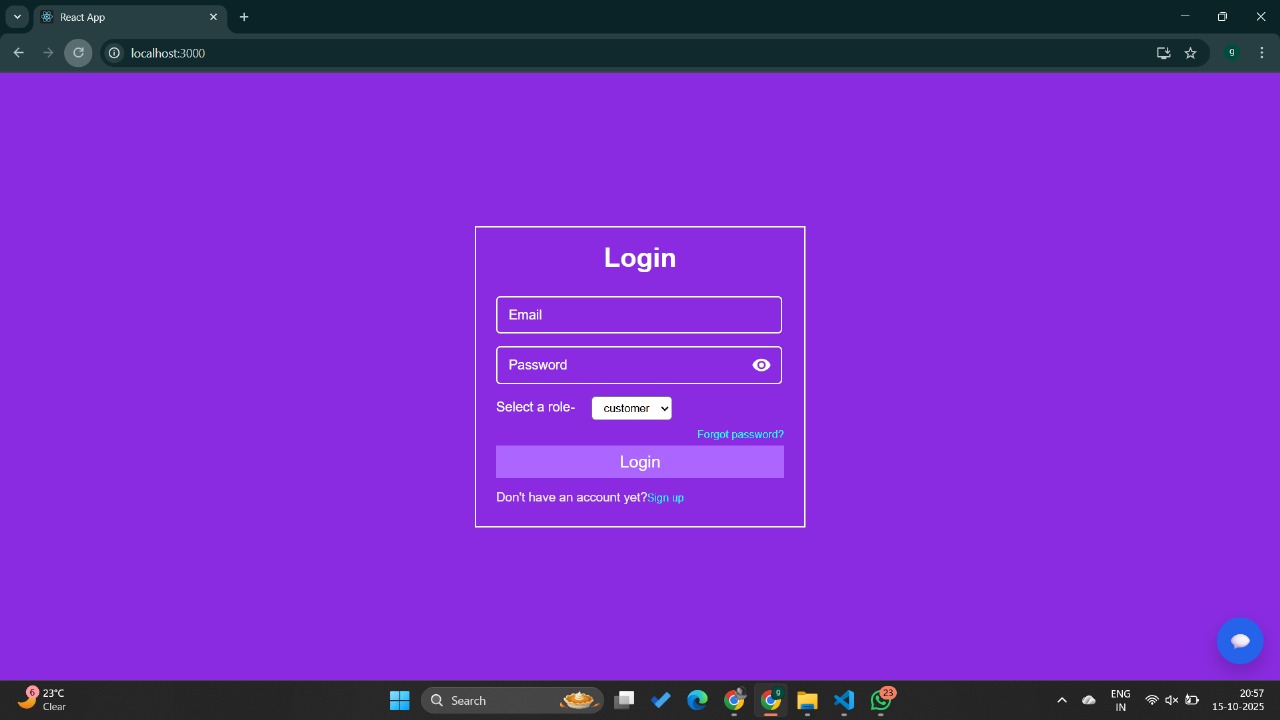 React App
localhost:3000
g
Login
Email
Password
Select a role- customer
Forgot password?
Login
Don't have an account yet?Sign up
6 23°C
Clear
Search
9
23
ENG
IN
20:57
15-10-2025